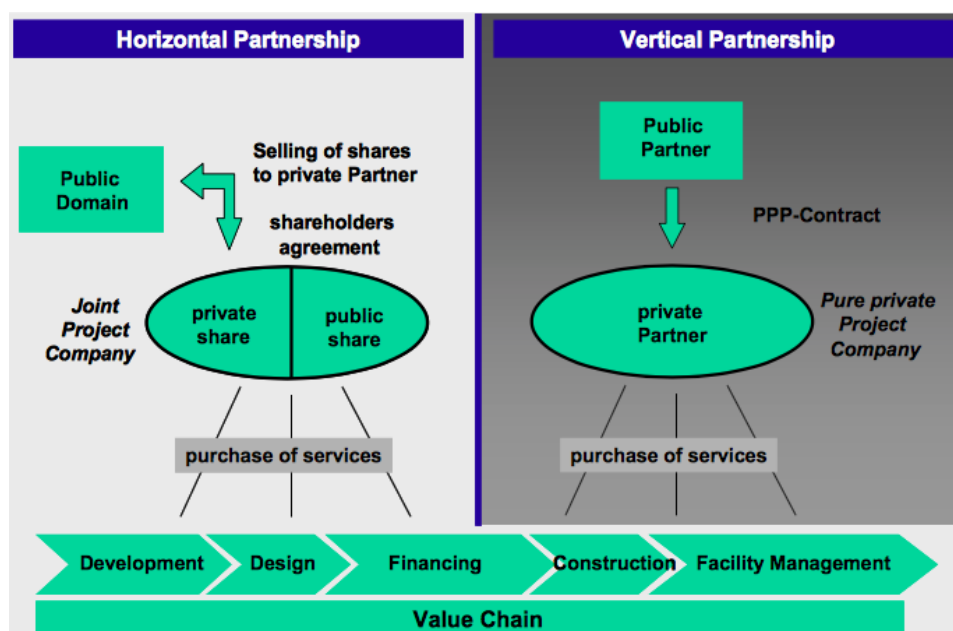 Horizontal Partnership
Public
Domain
Selling of shares
to private Partner
shareholders
agreement
Joint
Project
Company
private
share
public
share
purchase of services
Vertical Partnership
Public
Partner
PPP-Contract
private
Partner
Pure private
Project
Company
purchase of services
Development
Design
Financing
Construction
Facility Management
Value Chain